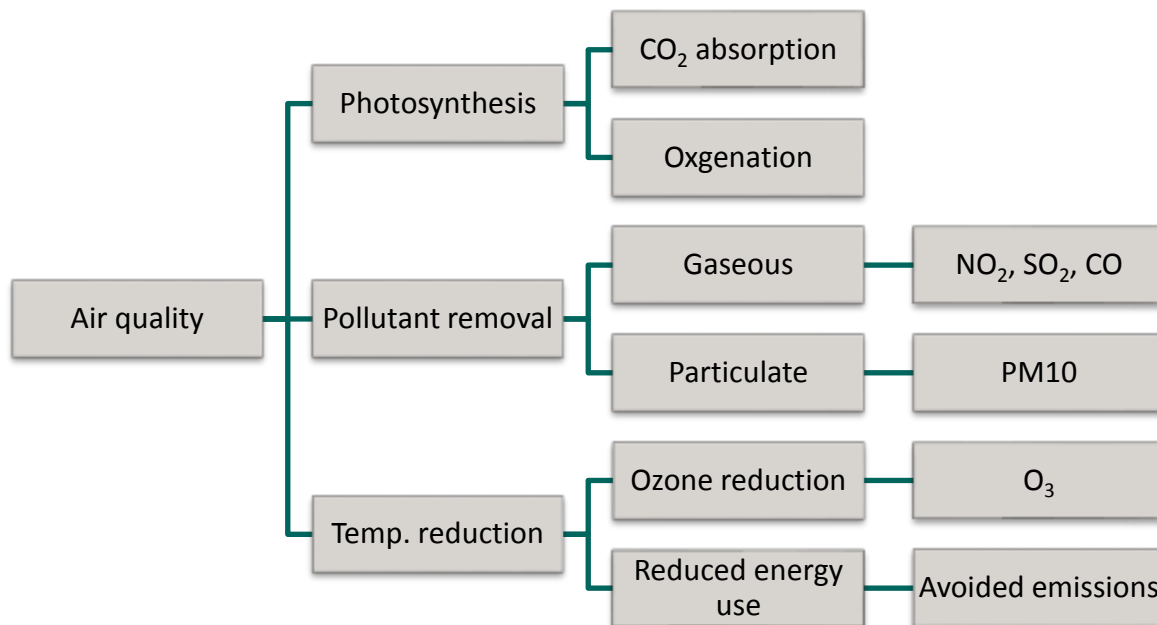 CO₂ absorption
Photosynthesis
Oxgenation
Gaseous
NO₂, SO₂, CO
Air quality
Pollutant removal
Particulate
PM10
Ozone reduction
O₃
Temp. reduction
Reduced energy
use
Avoided emissions